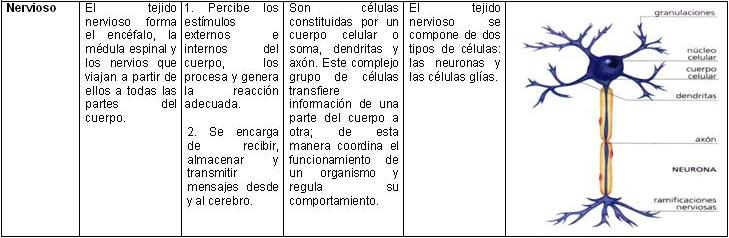 Nervioso
El tejido
nervioso forma
el encéfalo, la
médula espinal y
los nervios que
viajan a partir de
ellos a todas las
partes del
cuerpo.
1. Percibe los
estímulos
externos e
internos del
cuerpo, los
procesa y genera
la reacción
adecuada.
2. Se encarga
de recibir,
almacenar y
transmitir
mensajes desde
y al cerebro.
Son células
constituidas por un
cuerpo celular o
soma, dendritas y
axón. Este complejo
grupo de células
transfiere
información de una
parte del cuerpo a
otra; de esta
manera coordina el
funcionamiento de
un organismo y
regula su
comportamiento.
El tejido
nervioso se
compone de dos
tipos de células:
las neuronas y
las células glías.
granulaciones
núcleo
celular
cuerpo
celular
dendritas
axón
NEURONA
ramificaciones
nerviosas